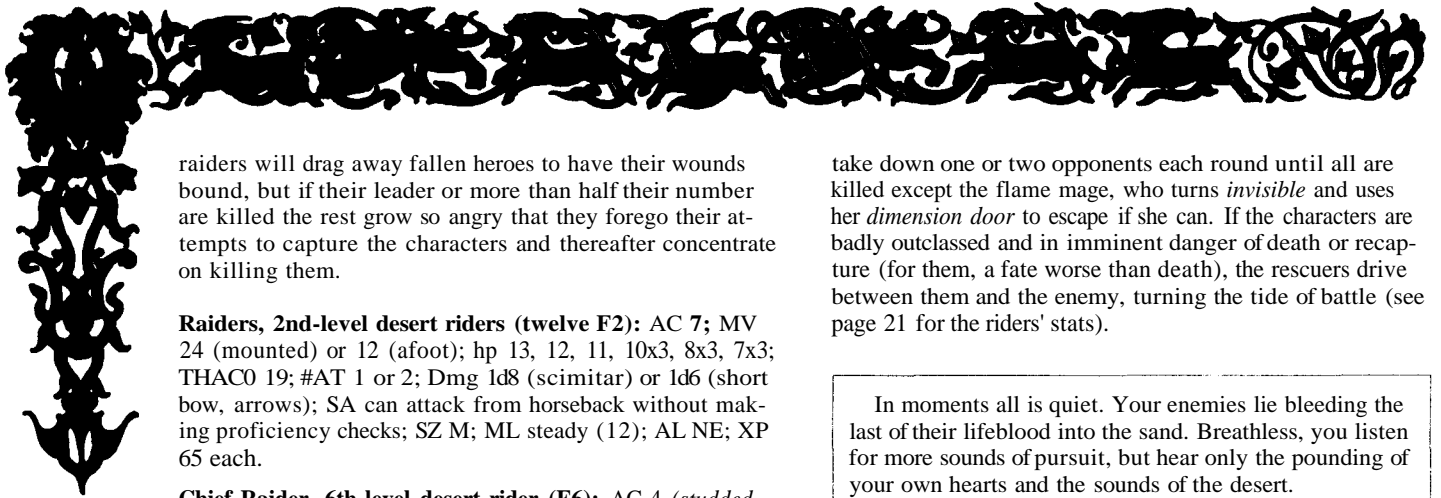 raiders will drag away fallen heroes to have their wounds
bound, but if their leader or more than half their number
are killed the rest grow so angry that they forego their at-
tempts to capture the characters and thereafter concentrate
on killing them.
Raiders, 2nd-level desert riders (twelve F2): AC 7; MV
24 (mounted) or 12 (afoot); hp 13, 12, 11, 10x3, 8x3, 7x3;
THAC0 19; #AT 1 or 2; Dmg 1d8 (scimitar) or 1d6 (short
bow, arrows); SA can attack from horseback without mak-
ing proficiency checks; SZ M; ML steady (12); AL NE; XP
65 each.
Chief Raider, 6th-level desert rider (F6): AC 4 (studded
take down one or two opponents each round until all are
killed except the flame mage, who turns invisible and uses
her dimension door to escape if she can. If the characters are
badly outclassed and in imminent danger of death or recap-
ture (for them, a fate worse than death), the rescuers drive
between them and the enemy, turning the tide of battle (see
page 21 for the riders' stats).
In moments all is quiet. Your enemies lie bleeding the
last of their lifeblood into the sand. Breathless, you listen
for more sounds of pursuit, but hear only the pounding of
your own hearts and the sounds of the desert.